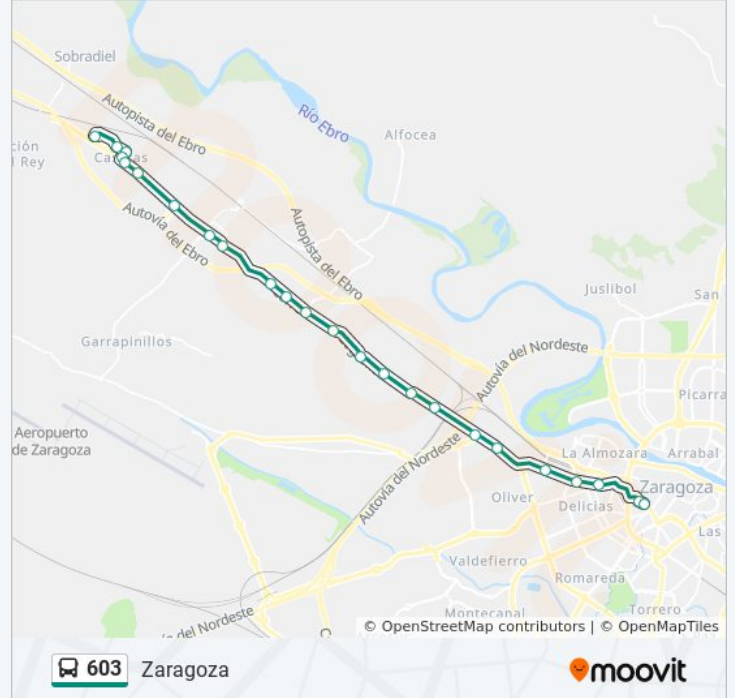 Sobradiel
Autopista del Ebro
Río Ebro
Alfocea
ción
l Rey
Autovía del Ebro
Autopista del Ebro
Juslibol
San
Garrapinillos
Autovía del Nordeste
Picarra
Aeropuerto
de Zaragoza
Autovía del Nordeste
La Almozara
Arrabal
Zaragoza
Oliver
Delicias
Las
Valdefierro
Romareda
Montecanal
Torrero
del Nordeste
© OpenStreetMap contributors | © OpenMapTiles
603
Zaragoza
moovit